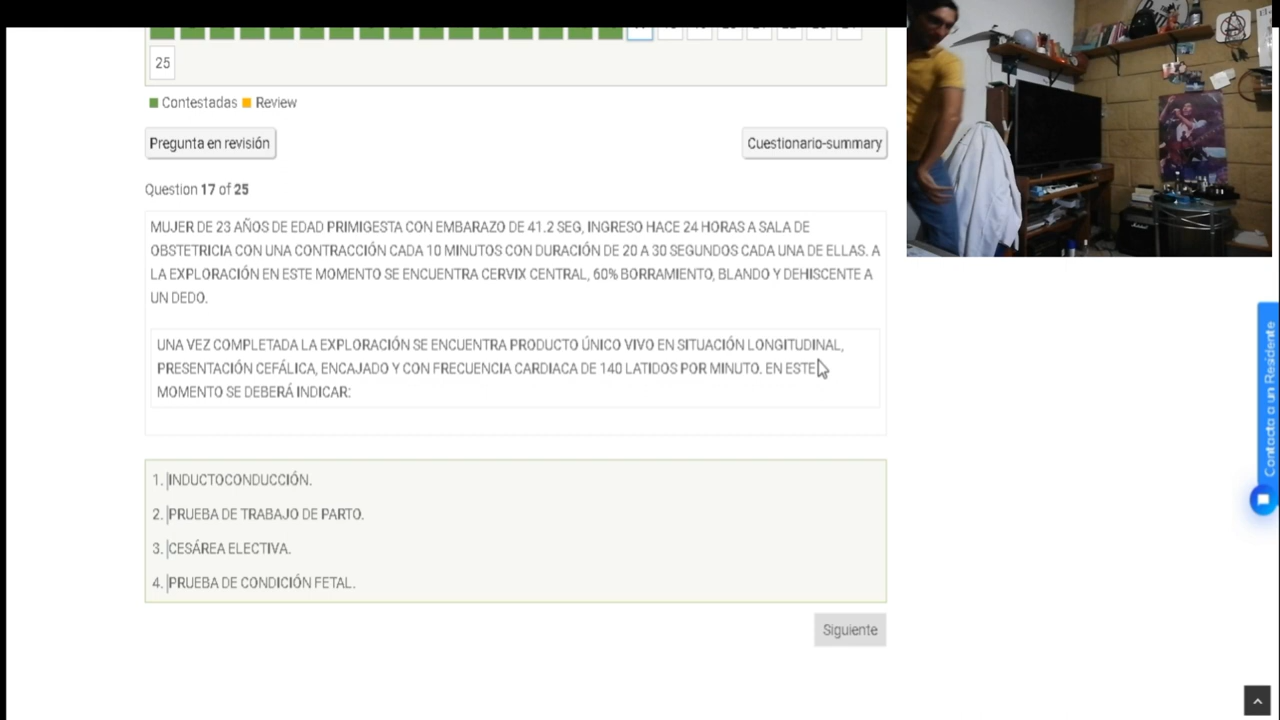 25
Contestadas Review
Pregunta en revisión
Cuestionario-summary
Question 17 of 25
MUJER DE 23 AÑOS DE EDAD PRIMIGESTA CON EMBARAZO DE 41.2 SEG, INGRESO HACE 24 HORAS A SALA DE
OBSTETRICIA CON UNA CONTRACCIÓN CADA 10 MINUTOS CON DURACIÓN DE 20 A 30 SEGUNDOS CADA UNA DE ELLAS. A
LA EXPLORACIÓN EN ESTE MOMENTO SE ENCUENTRA CERVIX CENTRAL, 60% BORRAMIENTO, BLANDO Y DEHISCENTE A
UN DEDO.
UNA VEZ COMPLETADA LA EXPLORACIÓN SE ENCUENTRA PRODUCTO ÚNICO VIVO EN SITUACIÓN LONGITUDINAL,
PRESENTACIÓN CEFÁLICA, ENCAJADO Y CON FRECUENCIA CARDIACA DE 140 LATIDOS POR MINUTO. EN ESTE
MOMENTO SE DEBERÁ INDICAR:
1. INDUCTOCONDUCCIÓN.
2. PRUEBA DE TRABAJO DE PARTO.
3. CESÁREA ELECTIVA.
4. PRUEBA DE CONDICIÓN FETAL.
Siguiente
Contacta a un Residente